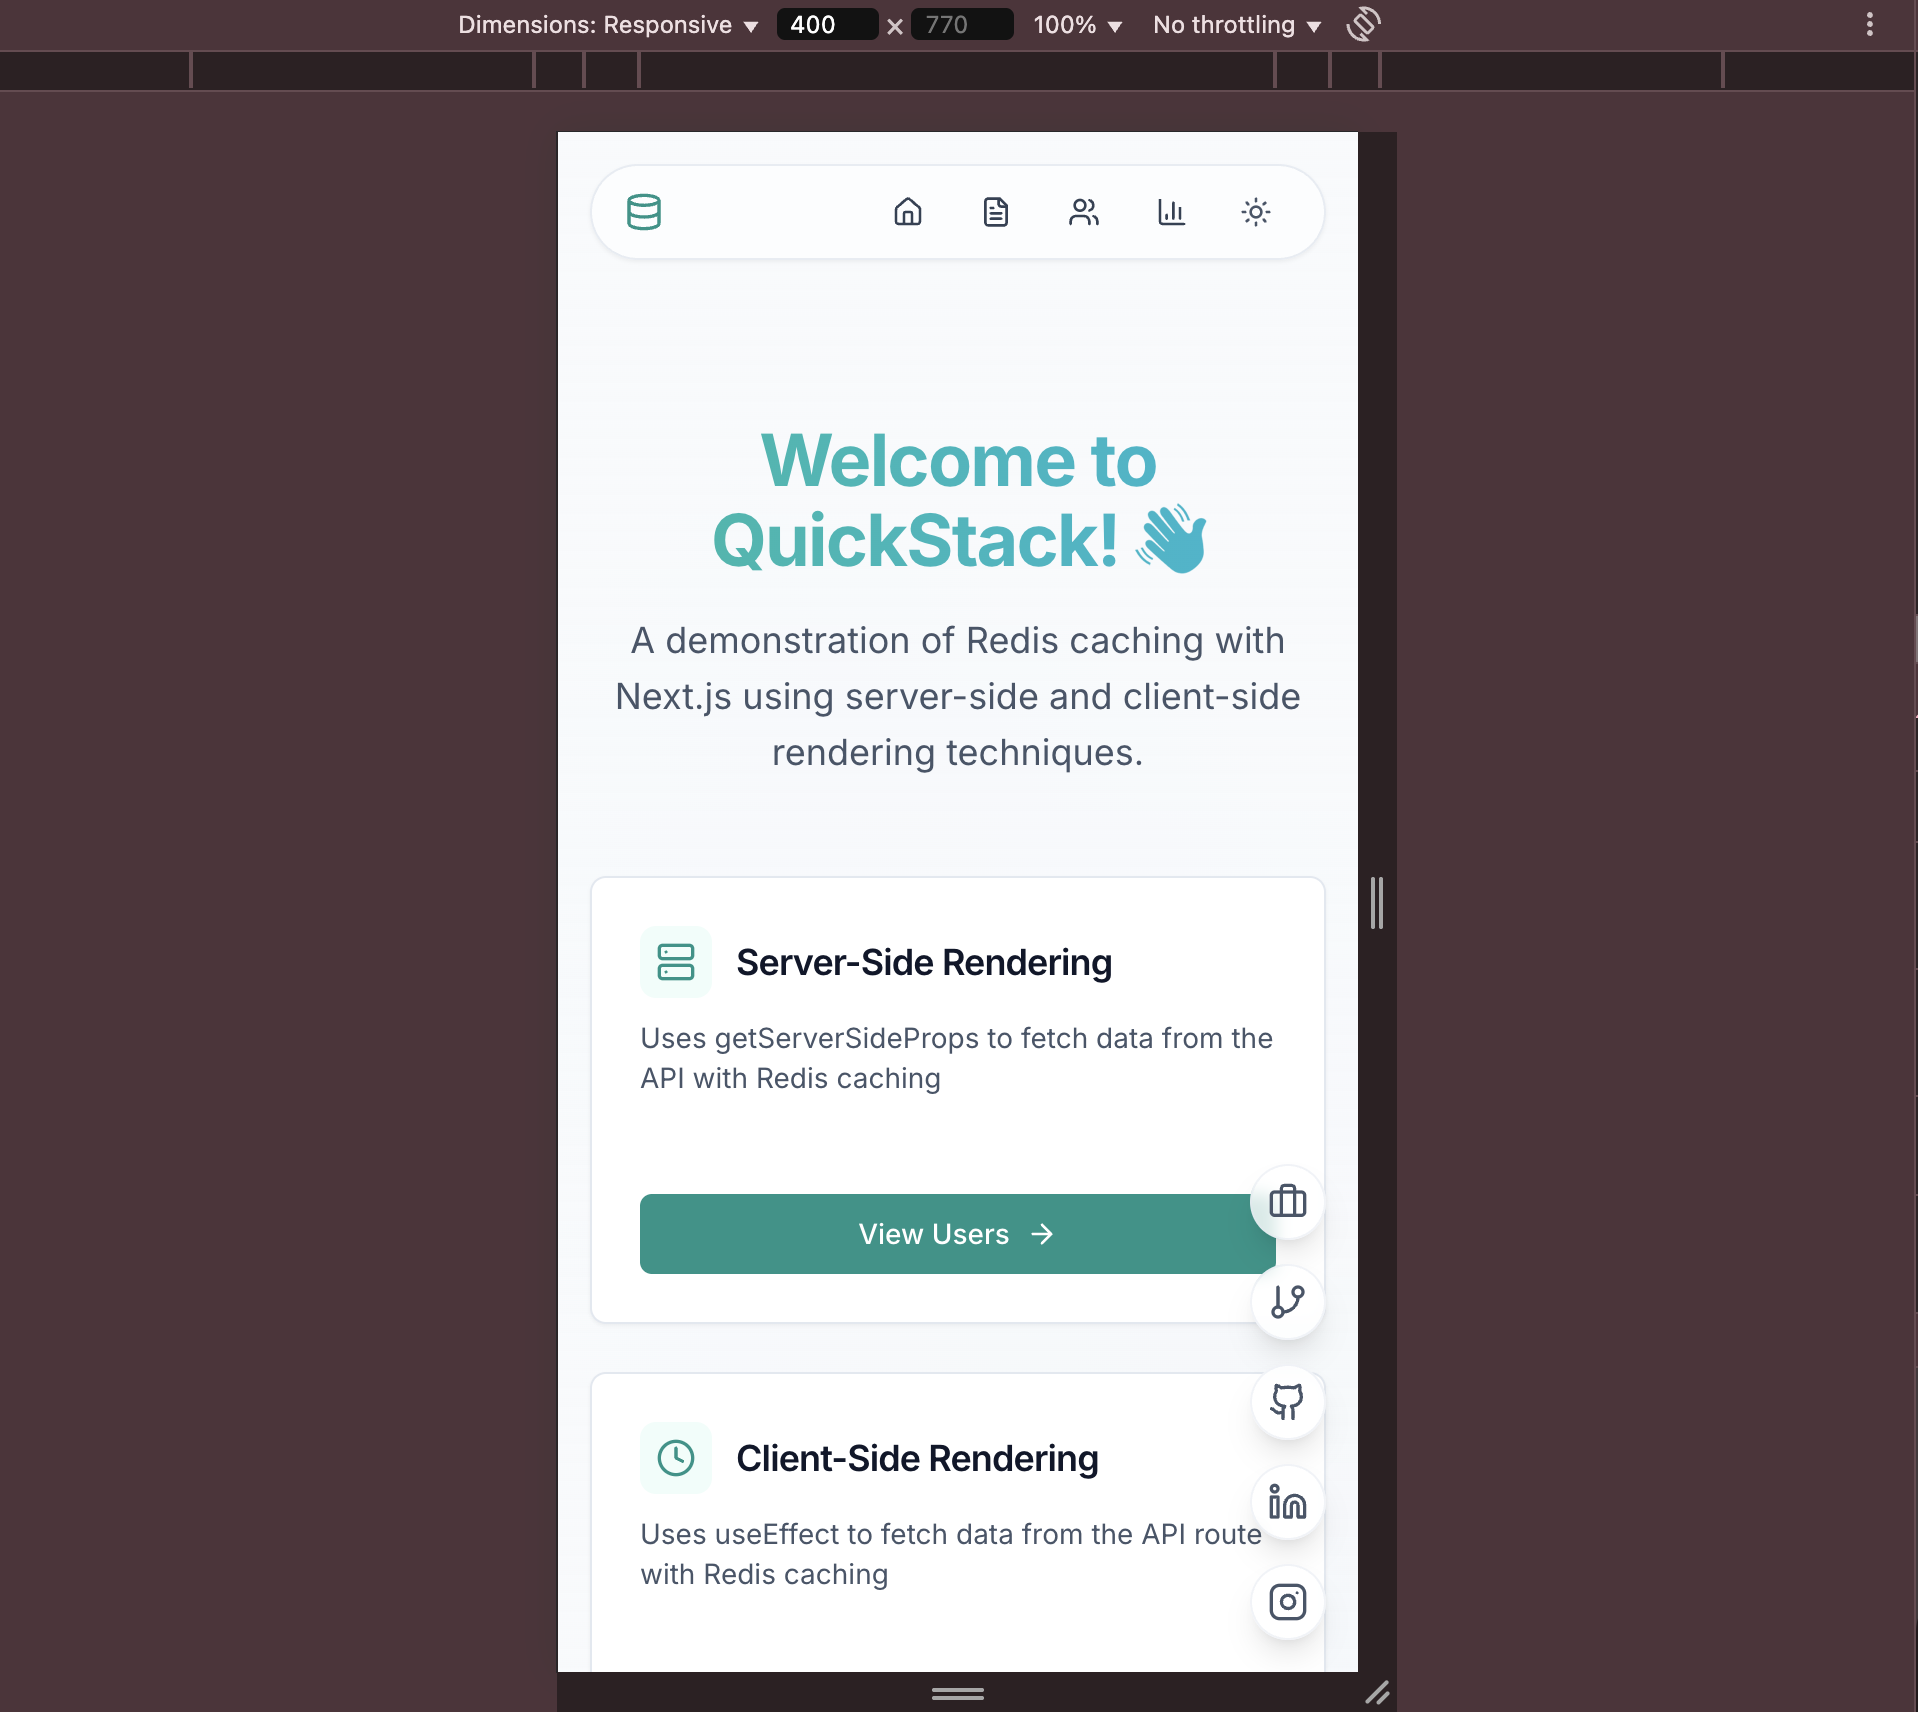 Dimensions: Responsive ▼ 400 × 770 100% ▼ No throttling ▼
Welcome to
QuickStack! 👋
A demonstration of Redis caching with
Next.js using server-side and client-side
rendering techniques.
Server-Side Rendering
Uses getServerSideProps to fetch data from the
API with Redis caching
View Users →
Client-Side Rendering
Uses useEffect to fetch data from the API route
with Redis caching